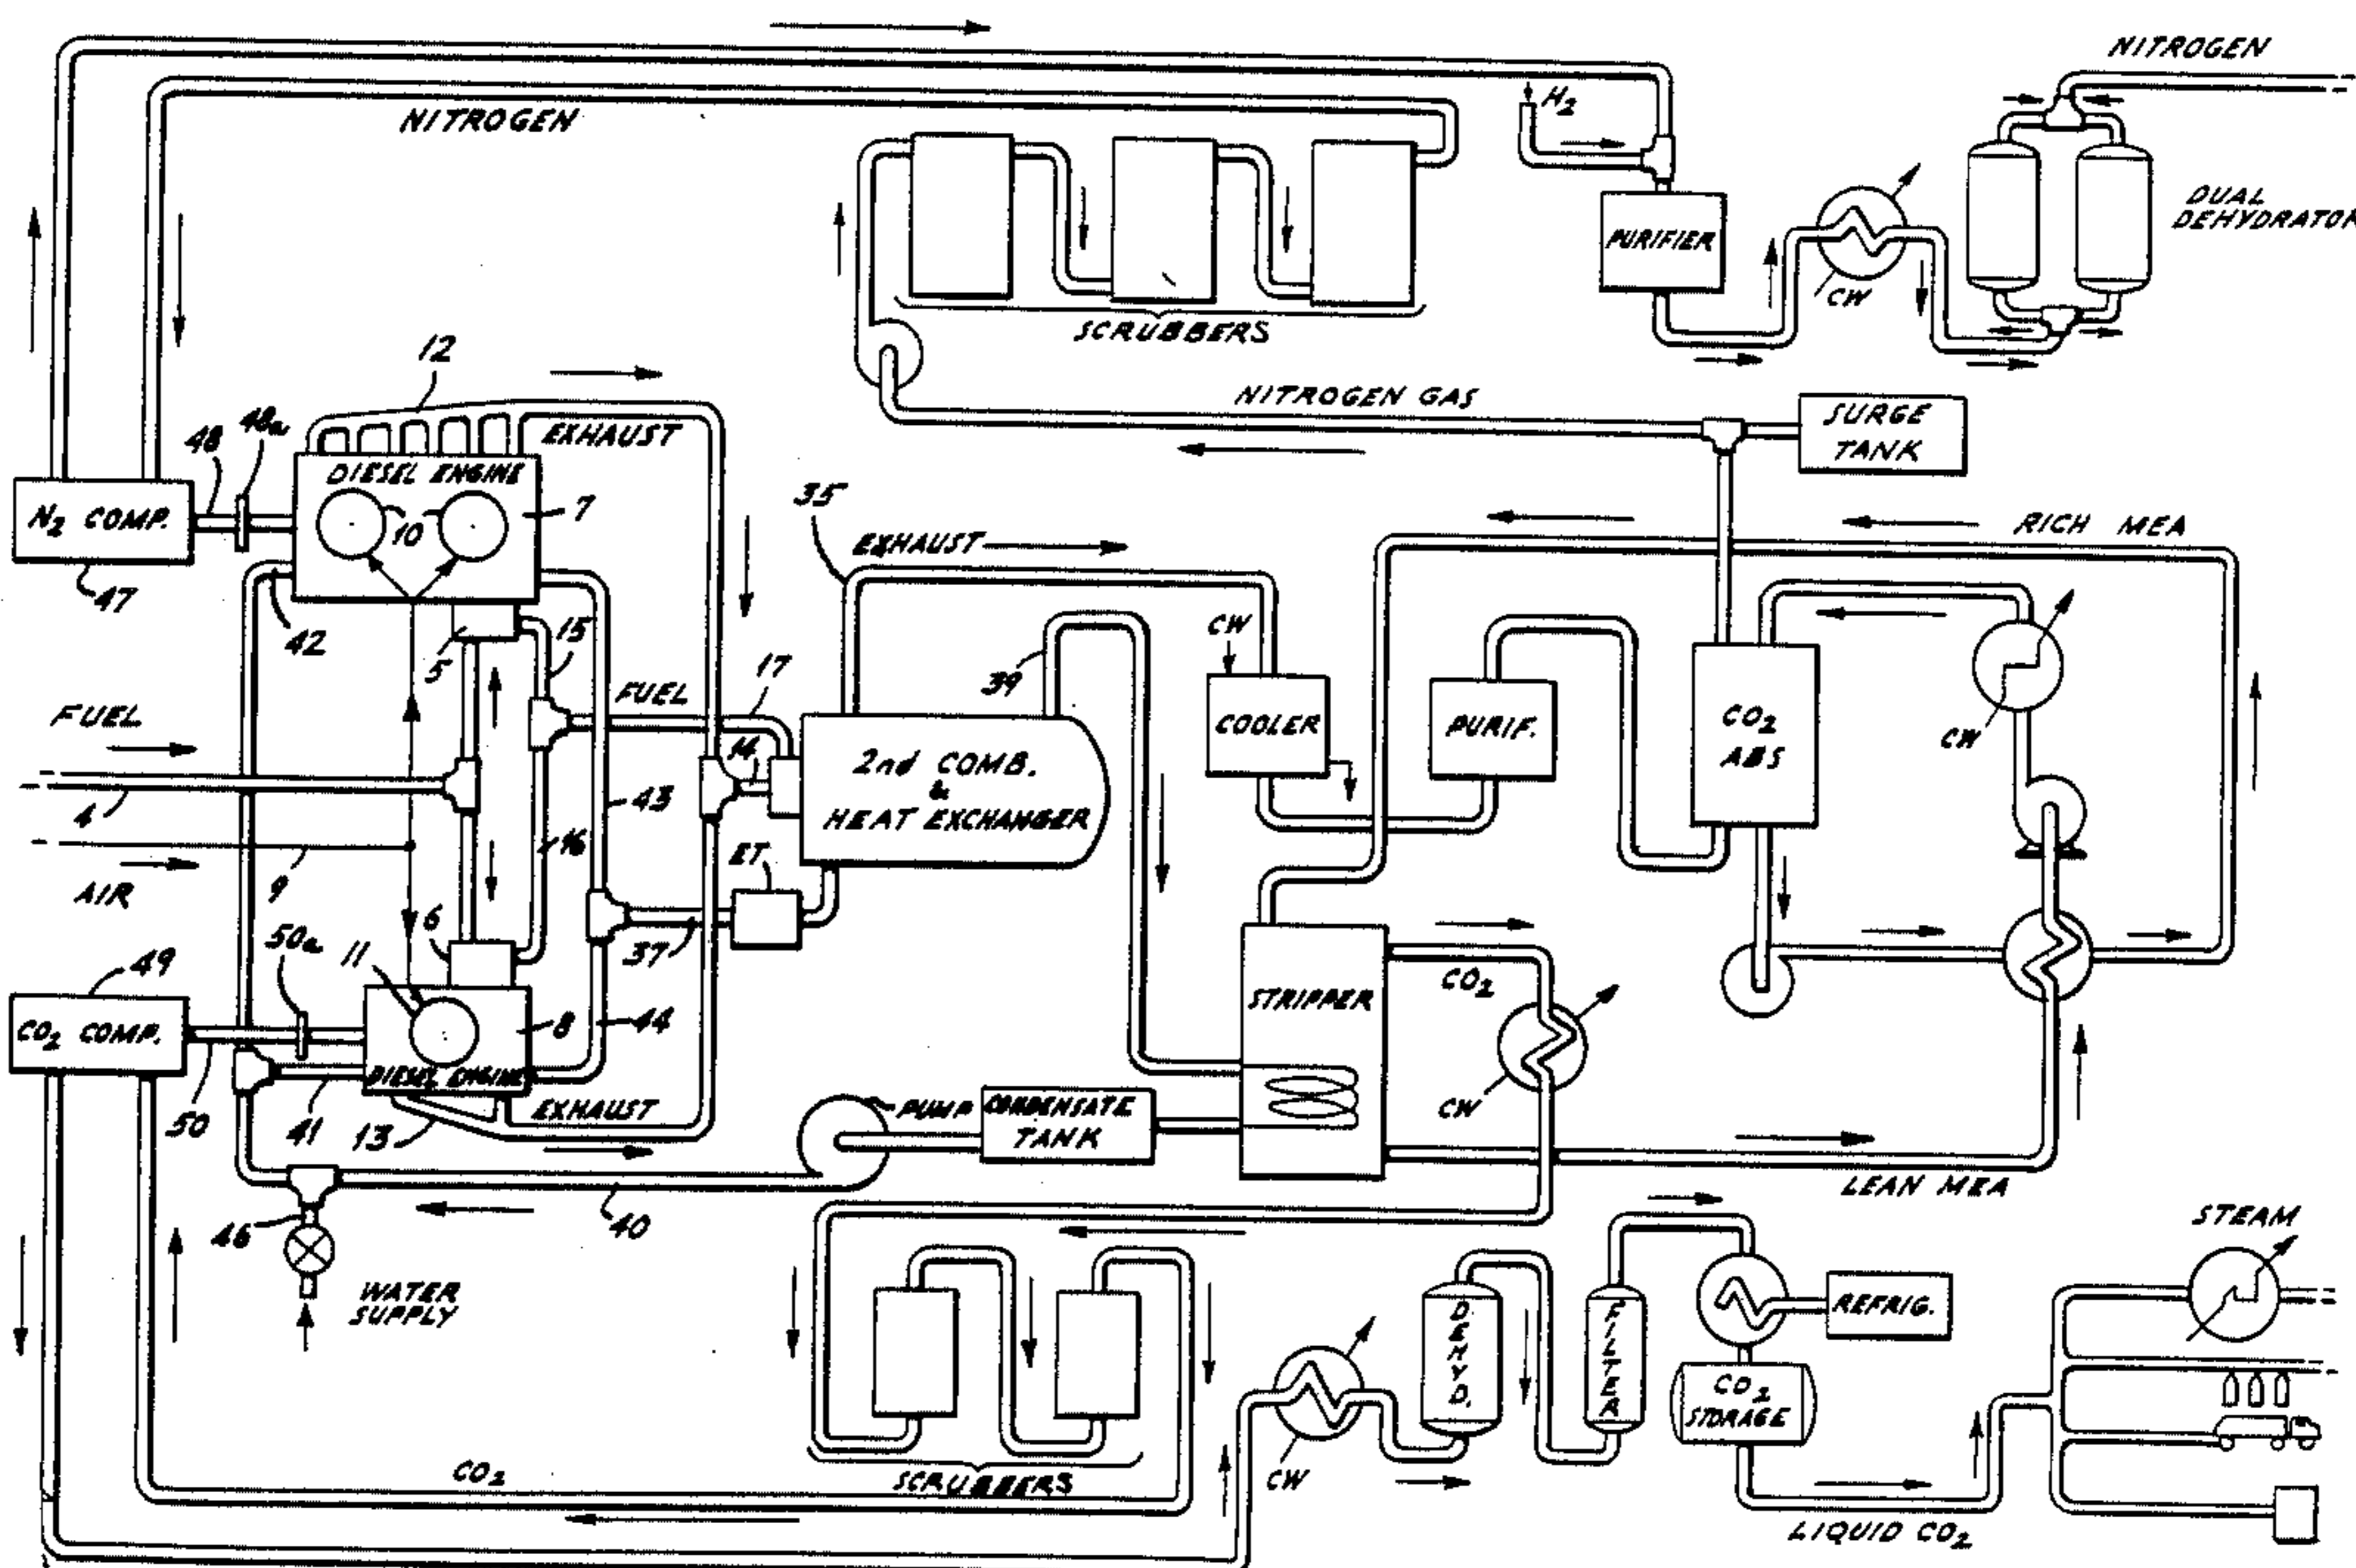 NITROGEN
NITROGEN
H2
DUAL
DEHYDRATOR
PURIFIER
CW
SCRUBBERS
12
NITROGEN GAS
SURGE
TANK
48
48a
EXHAUST
DIESEL ENGINE
N2 COMP.
10
7
35
RICH MEA
EXHAUST
47
42
5
15
CW
39
17
FUEL
FUEL
COOLER
PURIF.
CO2
ABS
CW
14
2nd COMB.
&
HEAT EXCHANGER
4
43
16
ET
9
AIR
6
37
50a
11
49
CO2
STRIPPER
CO2 COMP.
8
44
DIESEL ENGINE
CW
50
41
13
EXHAUST
PUMP
CONDENSATE
TANK
LEAN MEA
46
40
STEAM
WATER
SUPPLY
DEHYD.
FILTER
REFRIG.
CO2
STORAGE
CO2
SCRUBBERS
CW
LIQUID CO2